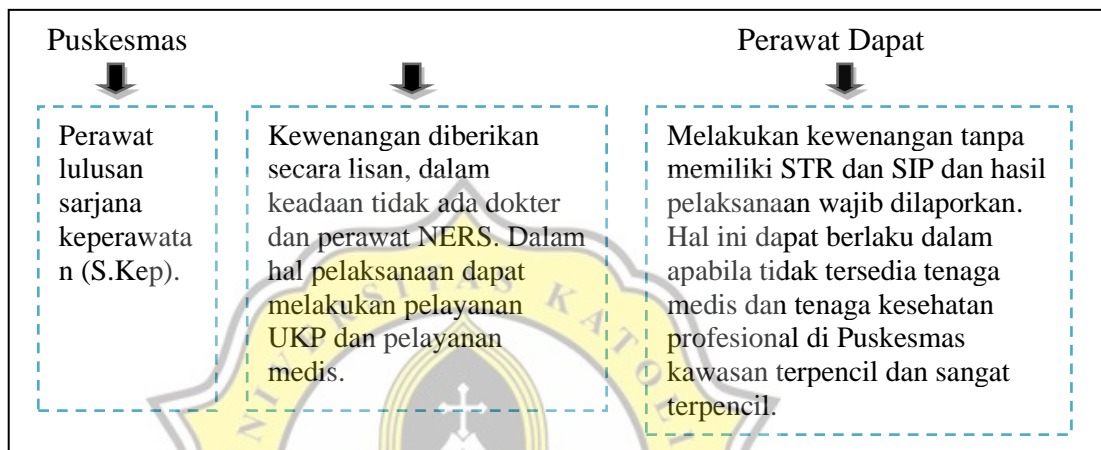 Puskesmas
Perawat Dapat
Perawat
lulusan
sarjana
keperawata
n (S.Kep).
Kewenangan diberikan
secara lisan, dalam
keadaan tidak ada dokter
dan perawat NERS. Dalam
hal pelaksanaan dapat
melakukan pelayanan
UKP dan pelayanan
medis.
Melakukan kewenangan tanpa
memiliki STR dan SIP dan hasil
pelaksanaan wajib dilaporkan.
Hal ini dapat berlaku dalam
apabila tidak tersedia tenaga
medis dan tenaga kesehatan
profesional di Puskesmas
kawasan terpencil dan sangat
terpencil.